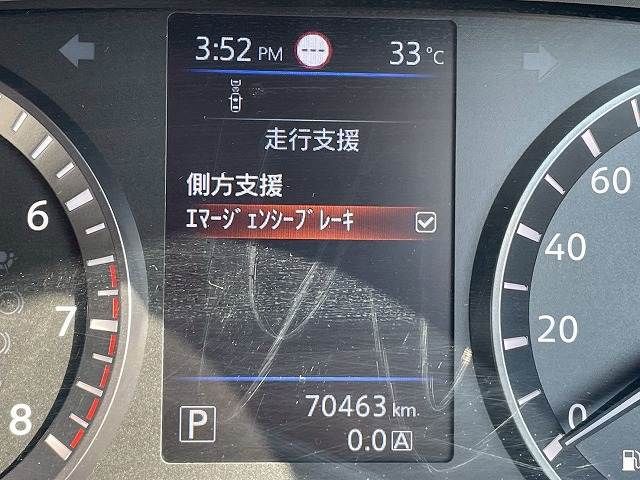 3:52 PM --- 33 °C
走行支援
側方支援
ｴﾏｰｼﾞｪﾝｼｰﾌﾞﾚｰｷ
70463 km
P 0.0 A
6
7
8
60
40
20
0